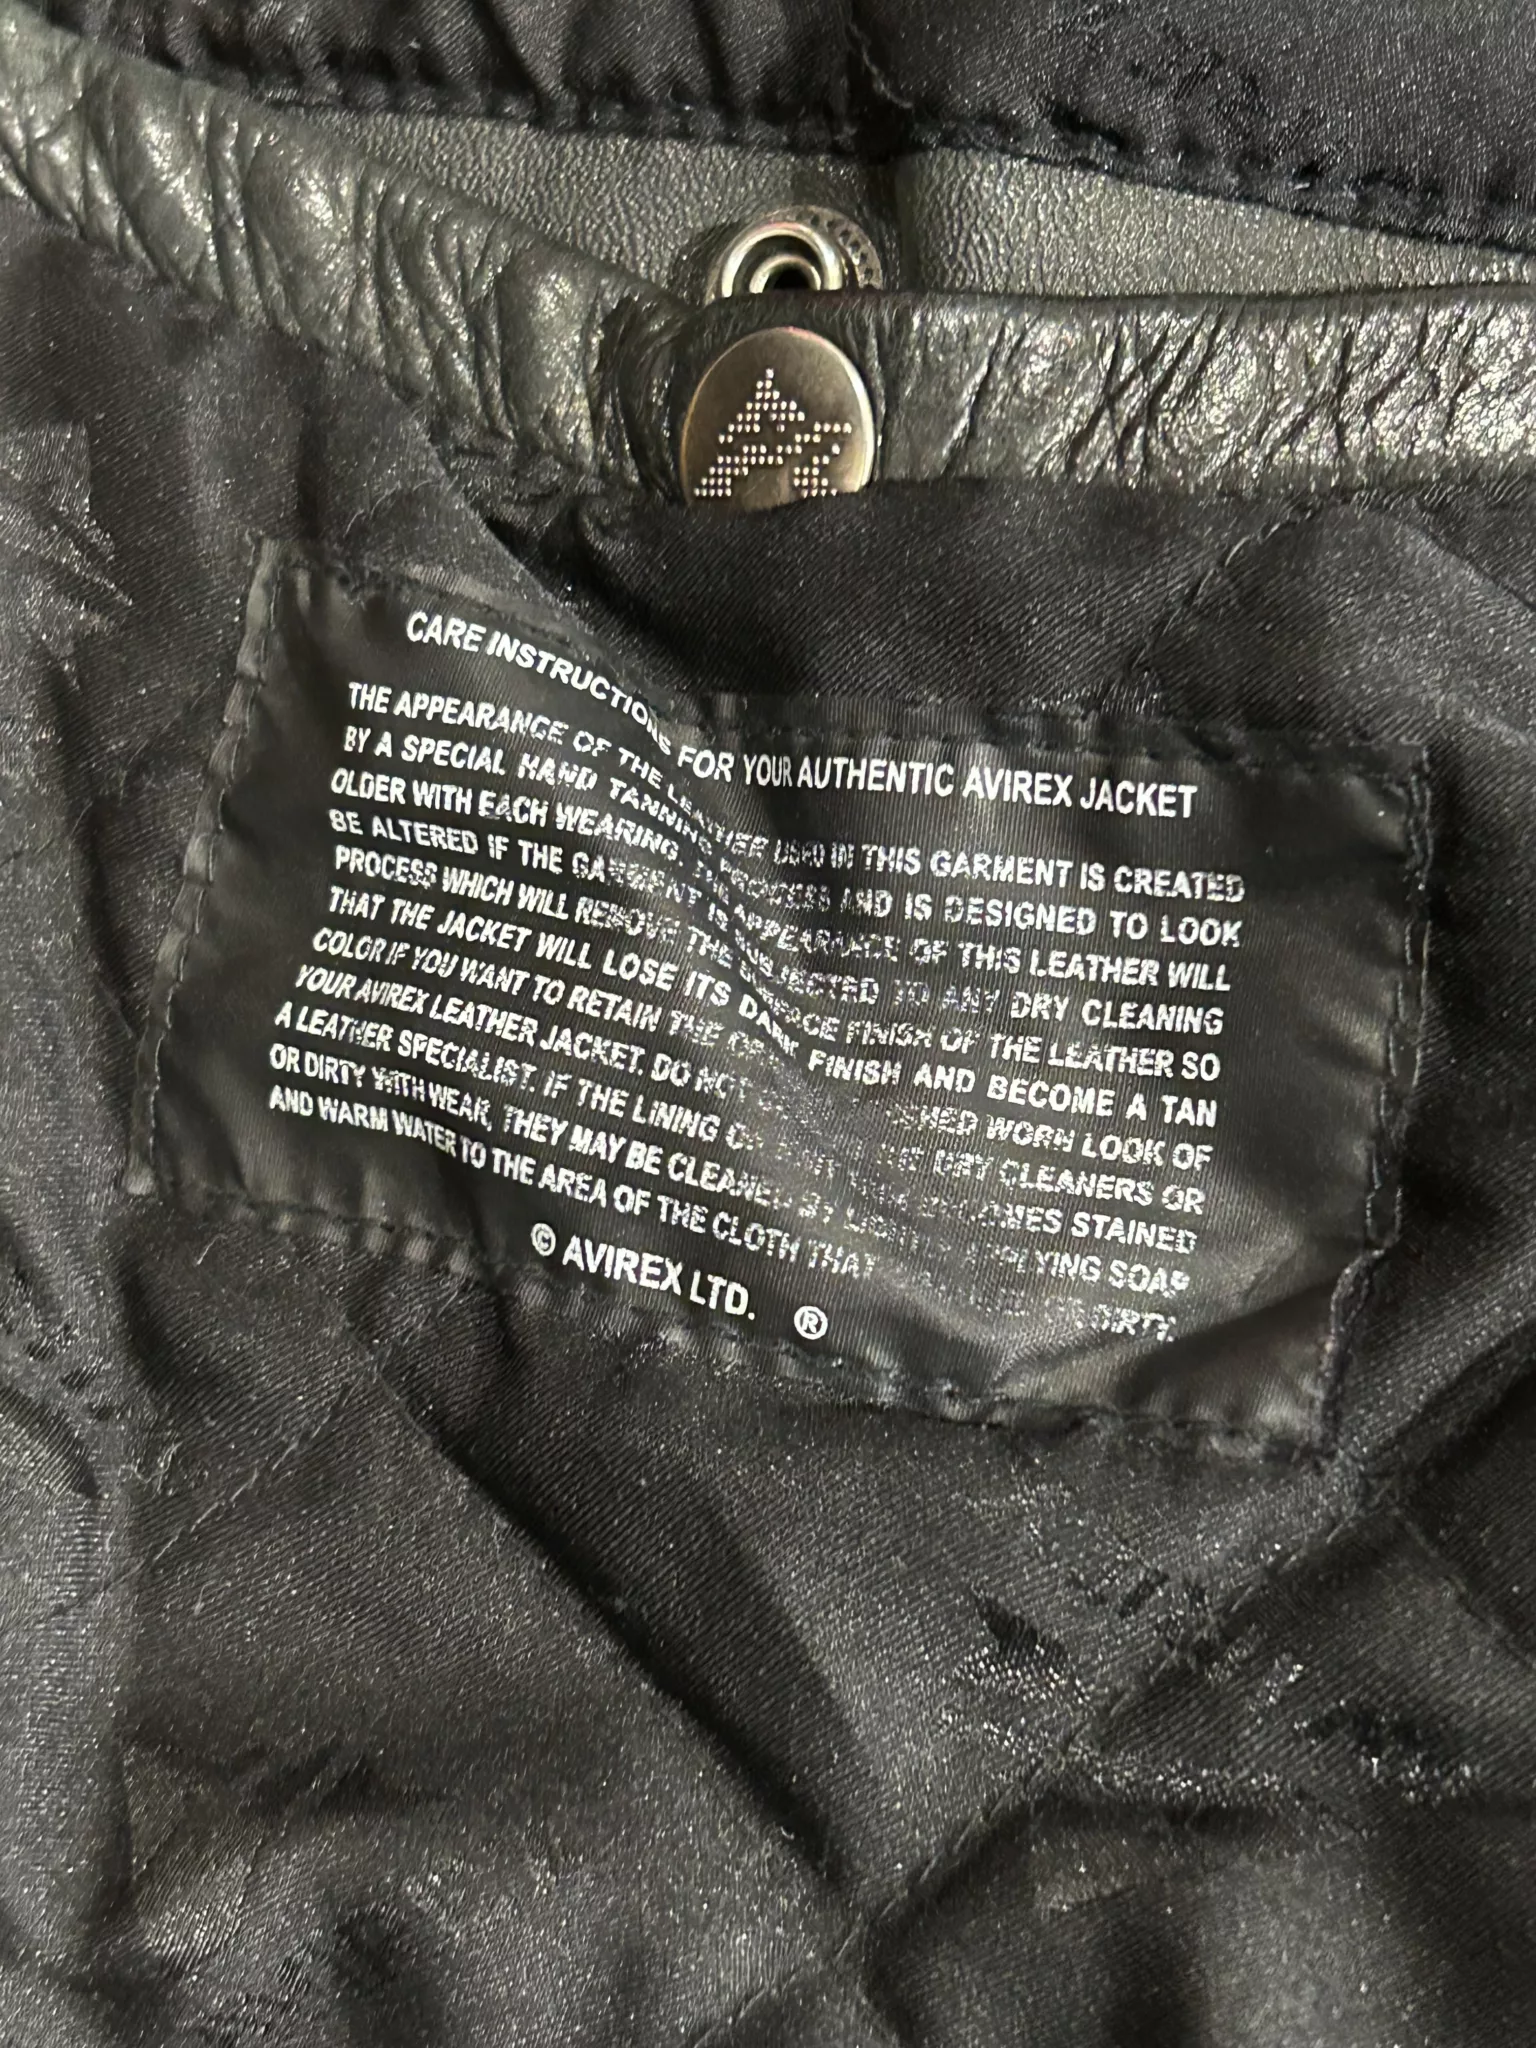 CARE INSTRUCTIONS FOR YOUR AUTHENTIC AVIREX JACKET
THE APPEARANCE OF THE LEATHER USED IN THIS GARMENT IS CREATED
BY A SPECIAL HAND TANNING PROCESS AND IS DESIGNED TO LOOK
OLDER WITH EACH WEARING. THE APPEARANCE OF THIS LEATHER WILL
BE ALTERED IF THE GARMENT IS SUBJECTED TO ANY DRY CLEANING
PROCESS WHICH WILL REMOVE THE SURFACE FINISH OF THE LEATHER SO
THAT THE JACKET WILL LOSE ITS DARK FINISH AND BECOME A TAN
COLOR IF YOU WANT TO RETAIN THE WORN LOOK OF
YOUR AVIREX LEATHER JACKET. DO NOT DRY CLEANERS OR
A LEATHER SPECIALIST. IF THE LINING OR STAINED
OR DIRTY WITH WEAR, THEY MAY BE CLEANED BY LIGHTLY APPLYING SOAP
AND WARM WATER TO THE AREA OF THE CLOTH THAT DIRTY.
© AVIREX LTD. ®